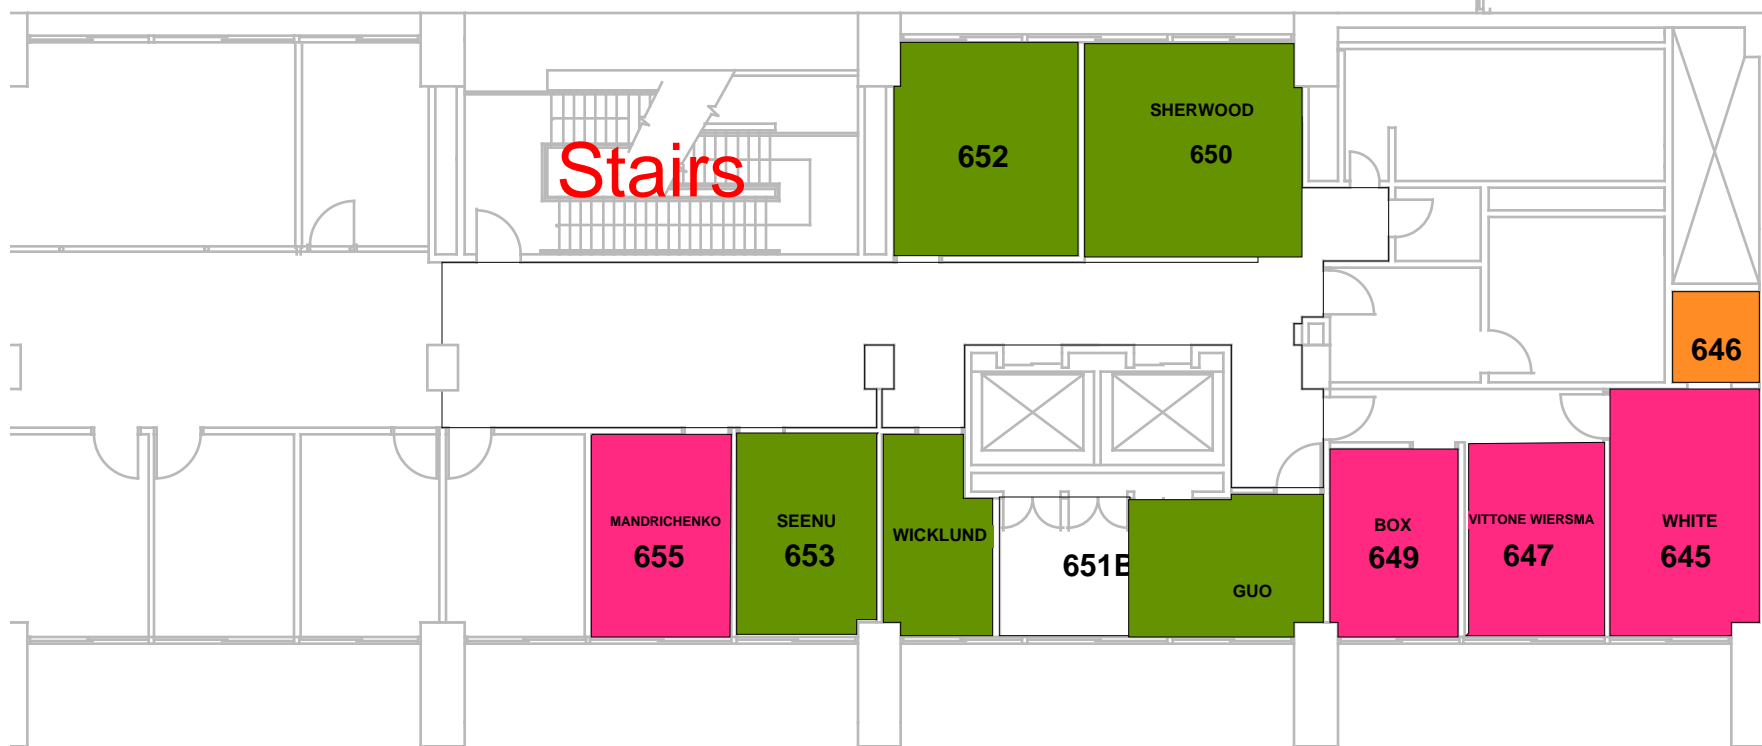 Stairs
652
SHERWOOD
650
646
MANDRICHENKO
655
SEENU
653
WICKLUND
651B
GUO
BOX
649
VITTONE WIERSMA
647
WHITE
645